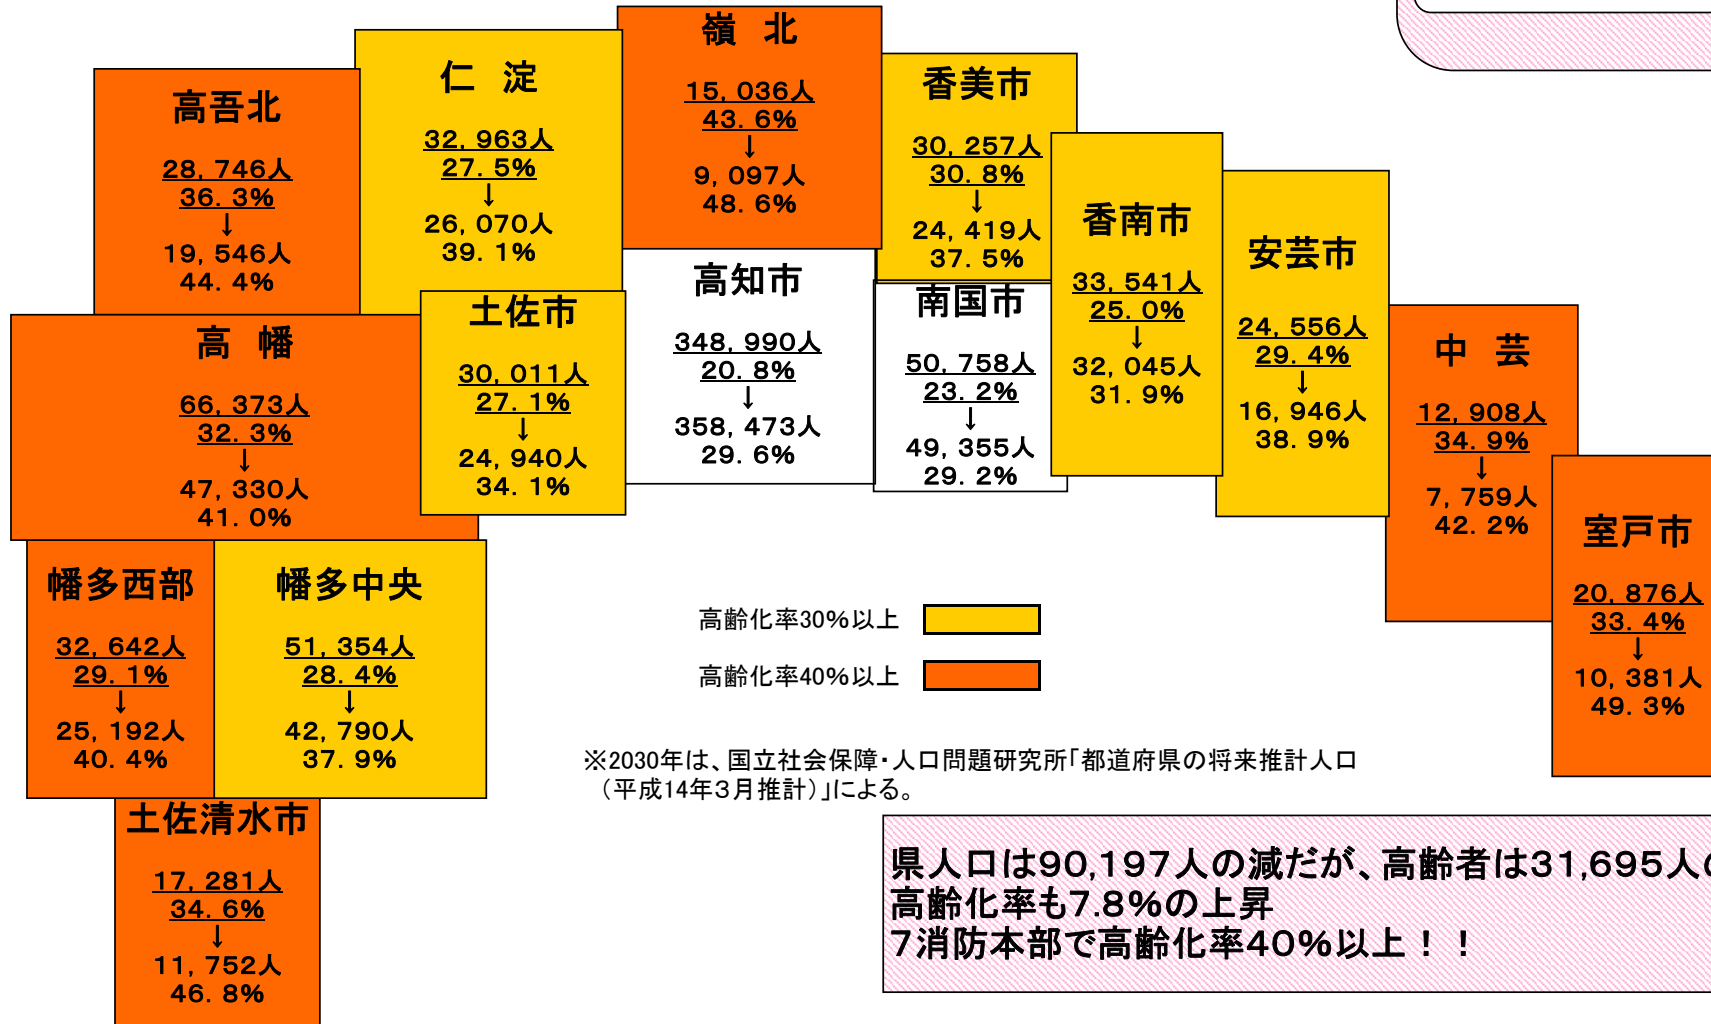 嶺　北
15，036人
43．6%
↓
9，097人
48．6%
仁　淀
32，963人
27．5%
↓
26，070人
39．1%
香美市
30，257人
30．8%
↓
24，419人
37．5%
高吾北
28，746人
36．3%
↓
19，546人
44．4%
香南市
33，541人
25．0%
↓
32，045人
31．9%
安芸市
24，556人
29．4%
↓
16，946人
38．9%
高知市
348，990人
20．8%
↓
358，473人
29．6%
南国市
50，758人
23．2%
↓
49，355人
29．2%
土佐市
30，011人
27．1%
↓
24，940人
34．1%
高　幡
66，373人
32．3%
↓
47，330人
41．0%
中　芸
12，908人
34．9%
↓
7，759人
42．2%
室戸市
20，876人
33．4%
↓
10，381人
49．3%
幡多西部
32，642人
29．1%
↓
25，192人
40．4%
幡多中央
51，354人
28．4%
↓
42，790人
37．9%
土佐清水市
17，281人
34．6%
↓
11，752人
46．8%
高齢化率30%以上
高齢化率40%以上
※2030年は、国立社会保障・人口問題研究所「都道府県の将来推計人口
（平成14年3月推計）」による。
県人口は90,197人の減だが、高齢者は31,695人
高齢化率も7.8%の上昇
7消防本部で高齢化率40%以上！！